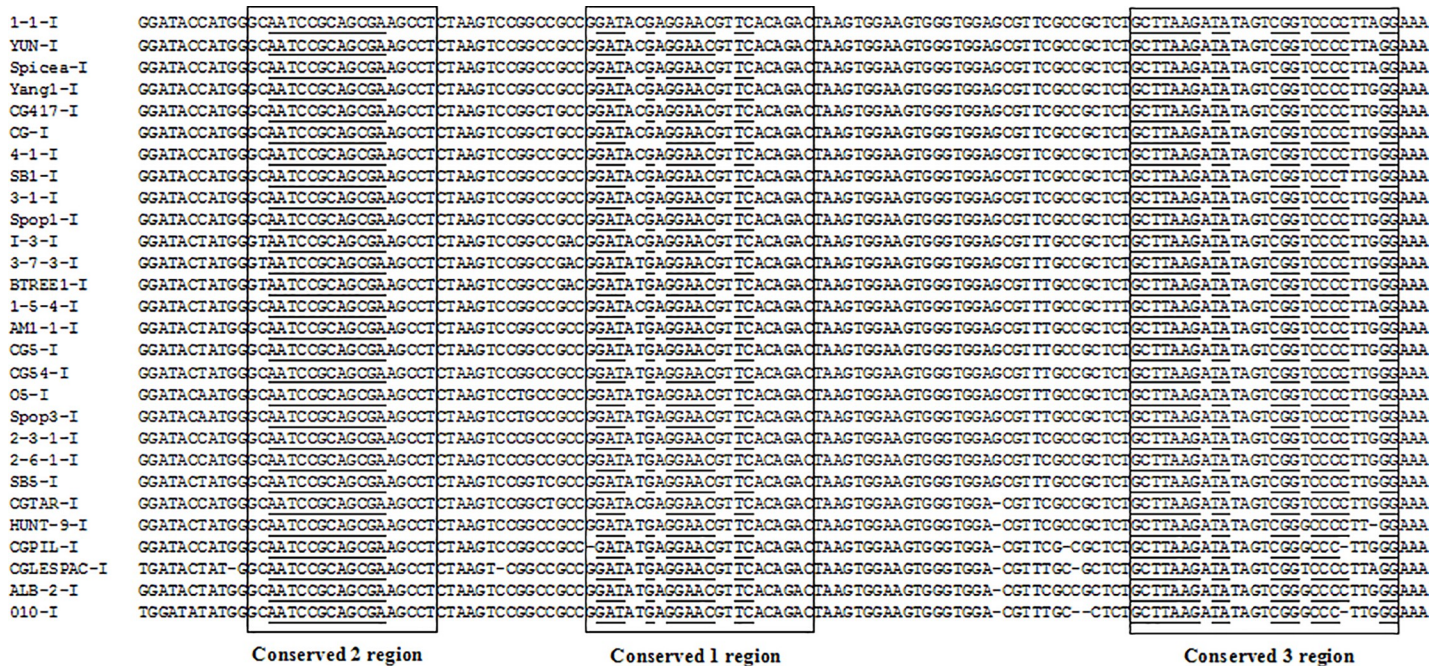 1-1-I GGATACCATGGGCAATCCGCAGCGAAGCCTCTAAGTCCGGCCGCCGGATACGAGGAACGTTCACAGACTAAGTGGAAGTGGGTGGAGCGTTCGCCGCTCTGCTTAAGATATAGTCGGTCCCCTTAGGAAA
YUN-I GGATACCATGGGCAATCCGCAGCGAAGCCTCTAAGTCCGGCCGCCGGATACGAGGAACGTTCACAGACTAAGTGGAAGTGGGTGGAGCGTTCGCCGCTCTGCTTAAGATATAGTCGGTCCCCTTAGGAAA
Spicea-I GGATACCATGGGCAATCCGCAGCGAAGCCTCTAAGTCCGGCCGCCGGATACGAGGAACGTTCACAGACTAAGTGGAAGTGGGTGGAGCGTTCGCCGCTCTGCTTAAGATATAGTCGGTCCCCTTAGGAAA
Yang1-I GGATACCATGGGCAATCCGCAGCGAAGCCTCTAAGTCCGGCCGCCGGATACGAGGAACGTTCACAGACTAAGTGGAAGTGGGTGGAGCGTTCGCCGCTCTGCTTAAGATATAGTCGGTCCCCTTGGGAAA
CG417-I GGATACCATGGGCAATCCGCAGCGAAGCCTCTAAGTCCGGCTGCCGGATACGAGGAACGTTCACAGACTAAGTGGAAGTGGGTGGAGCGTTCGCCGCTCTGCTTAAGATATAGTCGGTCCCCTTGGGAAA
CG-I GGATACCATGGGCAATCCGCAGCGAAGCCTCTAAGTCCGGCTGCCGGATACGAGGAACGTTCACAGACTAAGTGGAAGTGGGTGGAGCGTTCGCCGCTCTGCTTAAGATATAGTCGGTCCCCTTGGGAAA
4-1-I GGATACCATGGGCAATCCGCAGCGAAGCCTCTAAGTCCGGCCGCCGGATACGAGGAACGTTCACAGACTAAGTGGAAGTGGGTGGAGCGTTCGCCGCTCTGCTTAAGATATAGTCGGTCCCCTTGGGAAA
SB1-I GGATACCATGGGCAATCCGCAGCGAAGCCTCTAAGTCCGGCCGCCGGATACGAGGAACGTTCACAGACTAAGTGGAAGTGGGTGGAGCGTTCGCCGCTCTGCTTAAGATATAGTCGGTCCCTTTGGGAAA
3-1-I GGATACCATGGGCAATCCGCAGCGAAGCCTCTAAGTCCGGCCGCCGGATACGAGGAACGTTCACAGACTAAGTGGAAGTGGGTGGAGCGTTCGCCGCTCTGCTTAAGATATAGTCGGTCCCCTTGGGAAA
Spop1-I GGATACCATGGGCAATCCGCAGCGAAGCCTCTAAGTCCGGCCGCCGGATACGAGGAACGTTCACAGACTAAGTGGAAGTGGGTGGAGCGTTCGCCGCTCTGCTTAAGATATAGTCGGTCCCCTTGGGAAA
I-3-I GGATACTATGGGTAATCCGCAGCGAAGCCTCTAAGTCCGGCCGACGGATACGAGGAACGTTCACAGACTAAGTGGAAGTGGGTGGAGCGTTTGCCGCTCTGCTTAAGATATAGTCGGTCCCCTTGGGAAA
3-7-3-I GGATACTATGGGTAATCCGCAGCGAAGCCTCTAAGTCCGGCCGACGGATATGAGGAACGTTCACAGACTAAGTGGAAGTGGGTGGAGCGTTTGCCGCTCTGCTTAAGATATAGTCGGTCCCCTTGGGAAA
BTREE1-I GGATACTATGGGTAATCCGCAGCGAAGCCTCTAAGTCCGGCCGACGGATATGAGGAACGTTCACAGACTAAGTGGAAGTGGGTGGAGCGTTTGCCGCTCTGCTTAAGATATAGTCGGTCCCCTTGGGAAA
1-5-4-I GGATACTATGGGCAATCCGCAGCGAAGCCTCTAAGTCCGGCCGCCGGATACGAGGAACGTTCACAGACTAAGTGGAAGTGGGTGGAGCGTTTGCCGCTTTGCTTAAGATATAGTCGGTCCCCTTAGGAAA
AM1-1-I GGATACTATGGGCAATCCGCAGCGAAGCCTCTAAGTCCGGCCGCCGGATATGAGGAACGTTCACAGACTAAGTGGAAGTGGGTGGAGCGTTTGCCGCTCTGCTTAAGATATAGTCGGTCCCCTTGGGAAA
CG5-I GGATACTATGGGCAATCCGCAGCGAAGCCTCTAAGTCCGGCCGCCGGATATGAGGAACGTTCACAGACTAAGTGGAAGTGGGTGGAGCGTTTGCCGCTCTGCTTAAGATATAGTCGGTCCCCTTGGGAAA
CG54-I GGATACTATGGGCAATCCGCAGCGAAGCCTCTAAGTCCGGCCGCCGGATATGAGGAACGTTCACAGACTAAGTGGAAGTGGGTGGAGCGTTTGCCGCTCTGCTTAAGATATAGTCGGTCCCCTTGGGAAA
O5-I GGATACAATGGGCAATCCGCAGCGAAGCCTCTAAGTCCTGCCGCCGGATATGAGGAACGTTCACAGACTAAGTGGAAGTGGGTGGAGCGTTTGCCGCTCTGCTTAAGATATAGTCGGTCCCCTTGGGAAA
Spop3-I GGATACAATGGGCAATCCGCAGCGAAGCCTCTAAGTCCTGCCGCCGGATATGAGGAACGTTCACAGACTAAGTGGAAGTGGGTGGAGCGTTTGCCGCTCTGCTTAAGATATAGTCGGTCCCCTTGGGAAA
2-3-1-I GGATACCATGGGCAATCCGCAGCGAAGCCTCTAAGTCCCGCCGCCGGATATGAGGAACGTTCACAGACTAAGTGGAAGTGGGTGGAGCGTTCGCCGCTCTGCTTAAGATATAGTCGGTCCCCTTGGGAAA
2-6-1-I GGATACCATGGGCAATCCGCAGCGAAGCCTCTAAGTCCCGCCGCCGGATATGAGGAACGTTCACAGACTAAGTGGAAGTGGGTGGAGCGTTCGCCGCTCTGCTTAAGATATAGTCGGTCCCCTTGGGAAA
SB5-I GGATACTATGGGCAATCCGCAGCGAAGCCTCTAAGTCCGGTCGCCGGATATGAGGAACGTTCACAGACTAAGTGGAAGTGGGTGGAGCGTTTGCCGCTCTGCTTAAGATATAGTCGGTCCCCTTGGGAAA
CGTAR-I GGATACCATGGGCAATCCGCAGCGAAGCCTCTAAGTCCGGCTGCCGGATACGAGGAACGTTCACAGACTAAGTGGAAGTGGGTGGA-CGTTCGCCGCTCTGCTTAAGATATAGTCGGTCCCCTTGGGAAA
HUNT-9-I GGATACTATGGGCAATCCGCAGCGAAGCCTCTAAGTCCGGCCGCCGGATATGAGGAACGTTCACAGACTAAGTGGAAGTGGGTGGA-CGTTCGCCGCTCTGCTTAAGATATAGTCGGGCCCCTT-GGAAA
CGPIL-I GGATACCATGGGCAATCCGCAGCGAAGCCTCTAAGTCCGGCCGCC-GATATGAGGAACGTTCACAGACTAAGTGGAAGTGGGTGGA-CGTTCG-CGCTCTGCTTAAGATATAGTCGGGCCC-TTGGGAAA
CGLESPAC-I TGATACTAT-GGCAATCCGCAGCGAAGCCTCTAAGT-CGGCCGCCGGATATGAGGAACGTTCACAGACTAAGTGGAAGTGGGTGGA-CGTTTGC-GCTCTGCTTAAGATATAGTCGGTCCCCTTAGGAAA
ALB-2-I GGATACTATGGGCAATCCGCAGCGAAGCCTCTAAGTCCGGCCGCCGGATATGAGGAACGTTCACAGACTAAGTGGAAGTGGGTGGA-CGTTTGCCGCTCTGCTTAAGATATAGTCGGGCCCCTTGGGAAA
010-I TGGATATATGGGCAATCCGCAGCGAAGCCTCTAAGTCCGGCCGCCGGATATGAGGAACGTTCACAGACTAAGTGGAAGTGGGTGGA-CGTTTGC--CTCTGCTTAAGATATAGTCGGGCCC-TTGGGAAA
Conserved 2 region Conserved 1 region Conserved 3 region